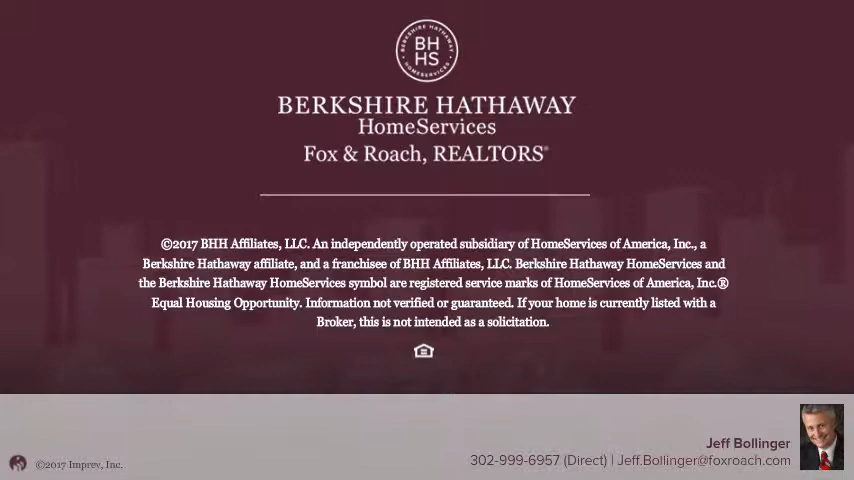 BERKSHIRE HATHAWAY
HOMESERVICES
BH
HS
BERKSHIRE HATHAWAY
HomeServices
Fox & Roach, REALTORS®
©2017 BHH Affiliates, LLC. An independently operated subsidiary of HomeServices of America, Inc., a
Berkshire Hathaway affiliate, and a franchisee of BHH Affiliates, LLC. Berkshire Hathaway HomeServices and
the Berkshire Hathaway HomeServices symbol are registered service marks of HomeServices of America, Inc.®
Equal Housing Opportunity. Information not verified or guaranteed. If your home is currently listed with a
Broker, this is not intended as a solicitation.
Jeff Bollinger
302-999-6957 (Direct) | Jeff.Bollinger@foxroach.com
©2017 Imprev, Inc.